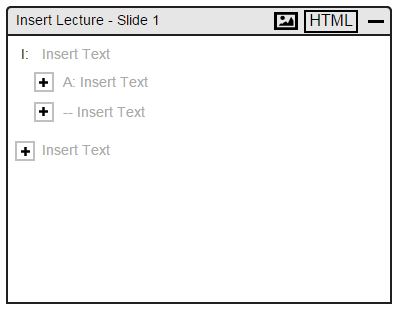 Insert Lecture - Slide 1 HTML
I: Insert Text
A: Insert Text
-- Insert Text
Insert Text